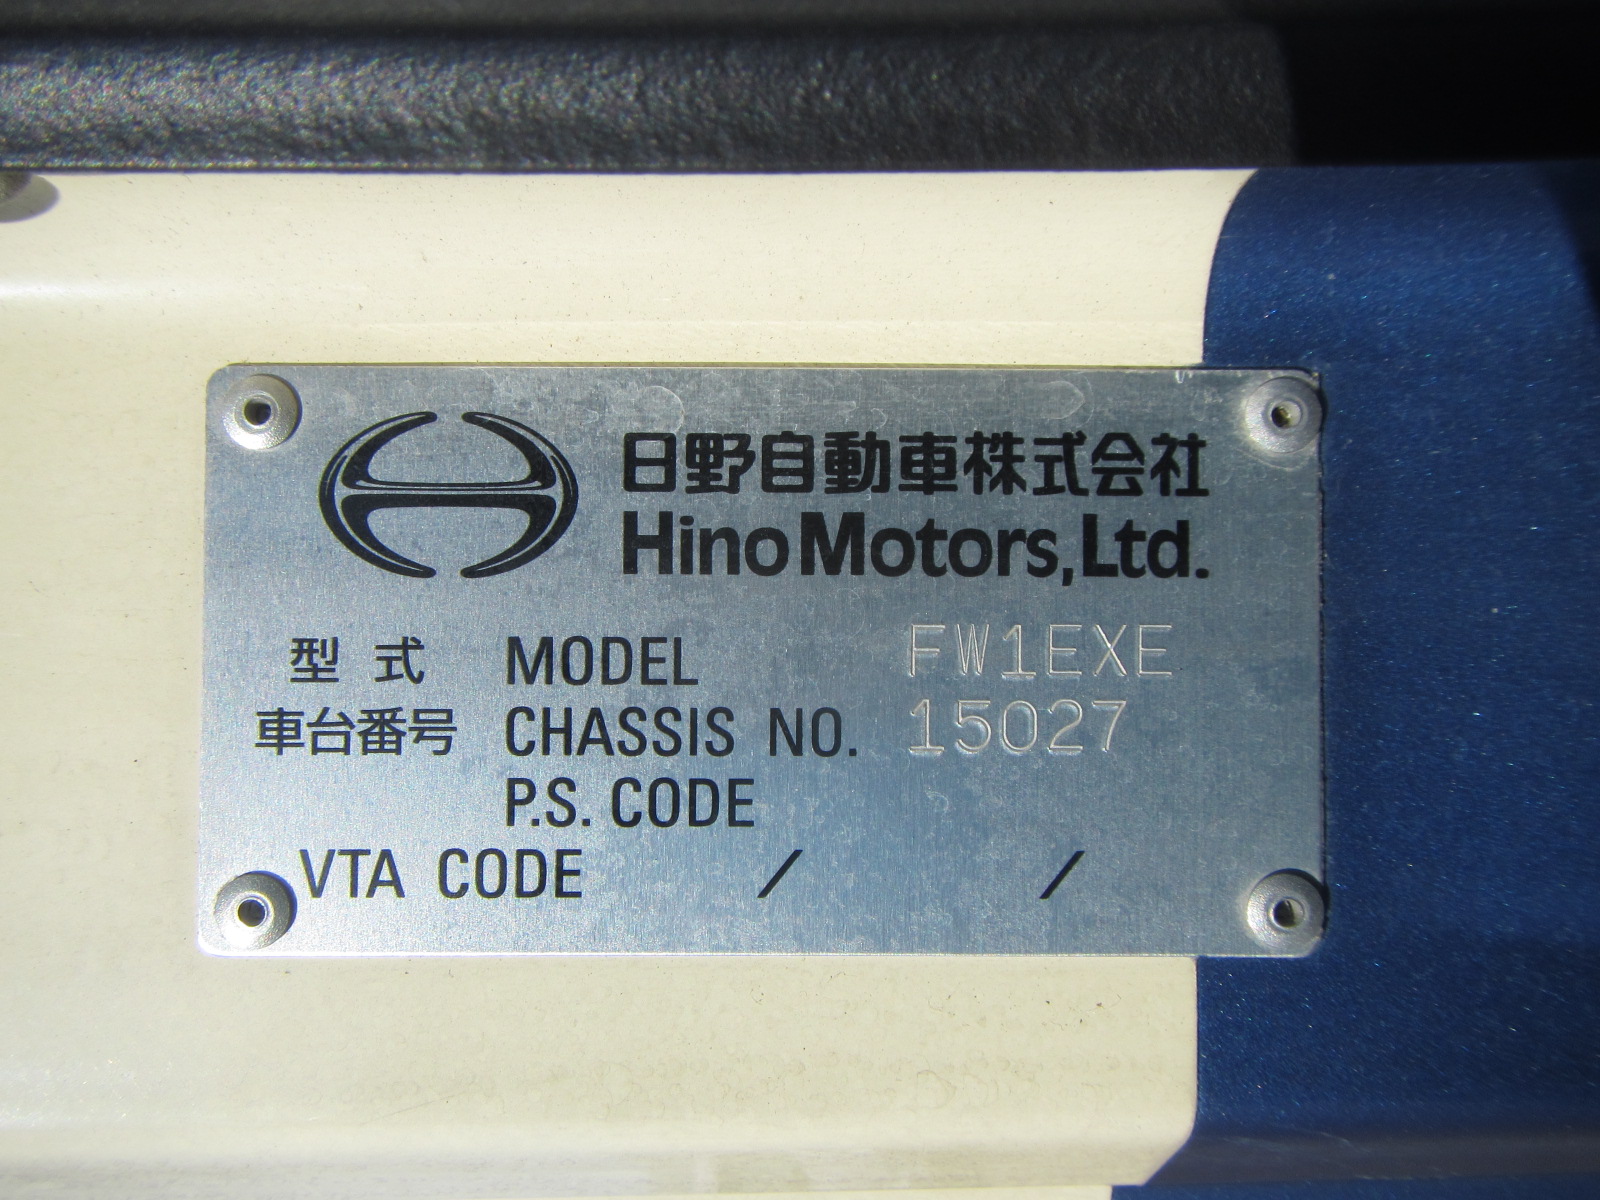 日野自動車株式会社
Hino Motors, Ltd.
型式 MODEL FW1EXE
車台番号 CHASSIS NO. 15027
P.S. CODE
VTA CODE / /